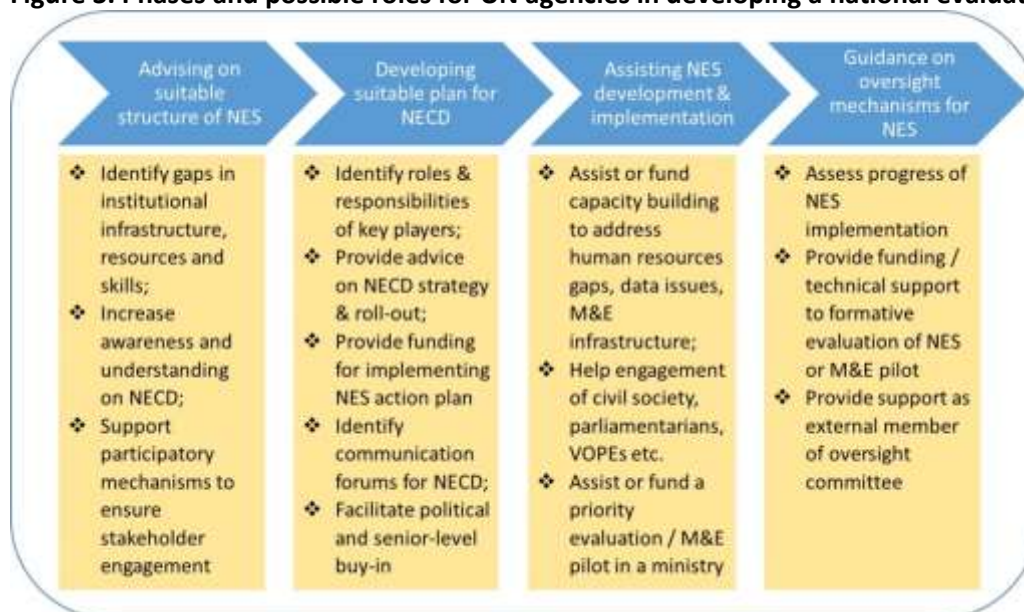 Figure 3: Phases and possible roles for UN agencies in developing a national
Advising on
suitable
structure of NES
Developing
suitable plan for
NECD
Assisting NES
development &
implementation
Guidance on
oversight
mechanisms for
NES
❖ Identify gaps in
institutional
infrastructure,
resources and
skills;
❖ Increase
awareness and
understanding
on NECD;
❖ Support
participatory
mechanisms to
ensure
stakeholder
engagement
❖ Identify roles &
responsibilities
of key players;
❖ Provide advice
on NECD strategy
& roll-out;
❖ Provide funding
for implementing
NES action plan
❖ Identify
communication
forums for NECD;
❖ Facilitate political
and senior-level
buy-in
❖ Assist or fund
capacity building
to address
human resources
gaps, data issues,
M&E
infrastructure;
❖ Help engagement
of civil society,
parliamentarians,
VOPEs etc.
❖ Assist or fund a
priority
evaluation / M&E
pilot in a ministry
❖ Assess progress of
NES
implementation
❖ Provide funding /
technical support
to formative
evaluation of NES
or M&E pilot
❖ Provide support as
external member
of oversight
committee